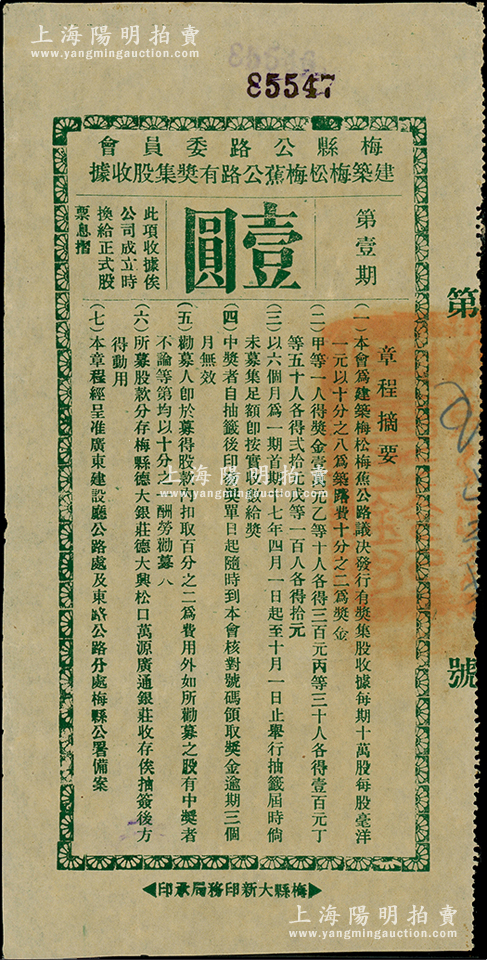 上海陽明拍賣
www.yangmingauction.com
85547
梅縣公路委員會
建築梅松梅蕉公路有獎集股收據
第壹期
壹圓
此項收據俟
公司成立時
換給正式股
票息摺
章程摘要
(一)本會為建築梅松梅蕉公路議決發行有獎集股收據每期十萬股每股毫洋
一元以十分之八為築路費十分之二為獎金
(二)甲等一人得獎金壹 乙等十人各得三百元丙等三十人各得壹百元丁
等五十人各得弍拾元 等一百人各得拾元
(三)以六個月為一期首期 七年四月一日起至十月一日止舉行抽籤屆時倘
未募集足額即按實收 給獎
(四)中獎者自抽籤後印發 單日起隨時到本會核對號碼領取獎金逾期三個
月無效
(五)勸募人即於募得股款內扣取百分之二為費用外如所勸募之股有中獎者
不論等第均以十分之一酬勞勸募人
(六)所募股款分存梅縣德大銀莊德大興松口萬源廣通銀莊收存俟抽簽後方
得動用
(七)本章程經呈准廣東建設廳公路處及東路公路分處梅縣公署備案
第
號
梅縣大新印務局承印
上海陽明拍賣
www.yangmingauction.com
上海陽明拍賣
www.yangmingauction.com